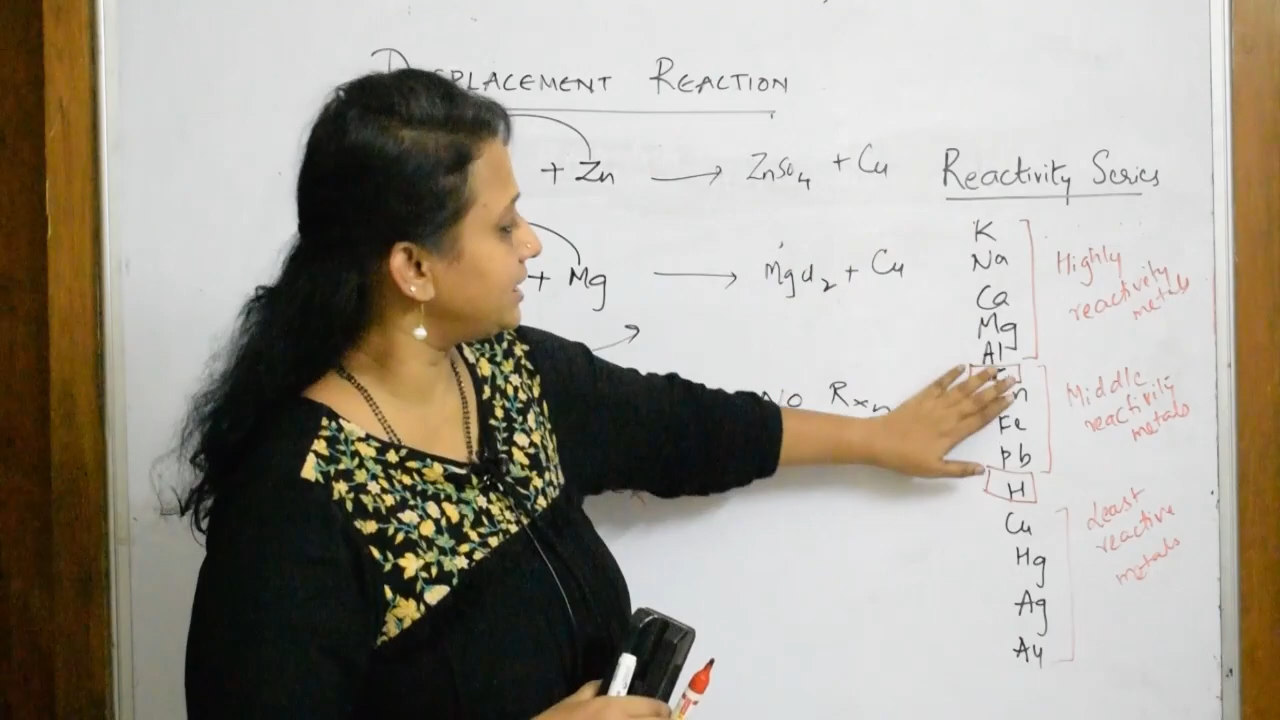 DISPLACEMENT REACTION
+ Zn → ZnSO4 + Cu
+ Mg → MgCl2 + Cu
→
No Rxn
Reactivity Series
K
Na
Ca
Mg
Al
Highly
reactivity
metals
Fe
Pb
Middle
reactivity
metals
H
Cu
Hg
Ag
Au
Least
reactive
metals